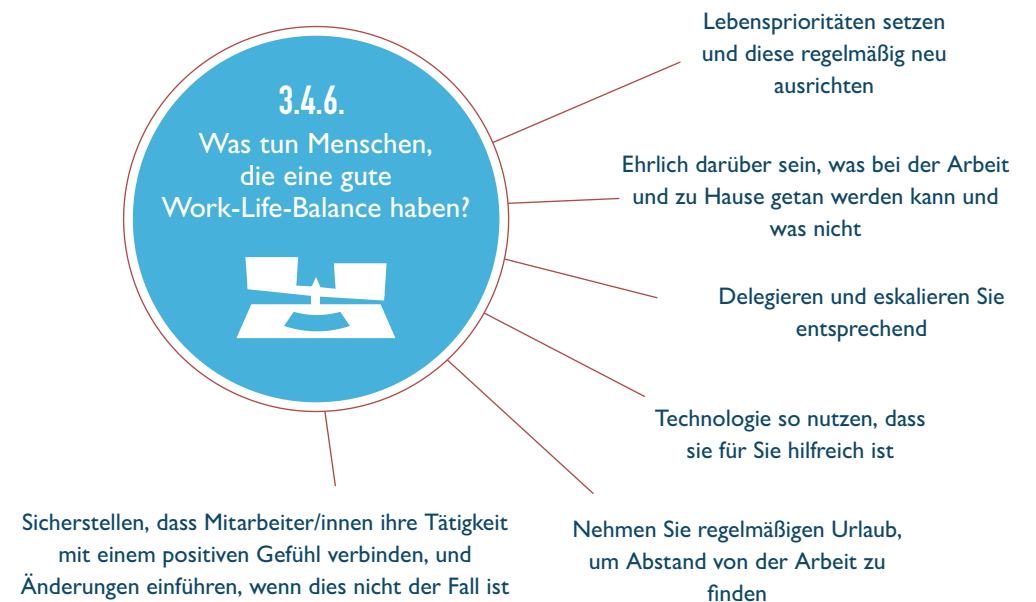 3.4.6.
Was tun Menschen,
die eine gute
Work-Life-Balance haben?
Lebensprioritäten setzen
und diese regelmäßig neu
ausrichten
Ehrlich darüber sein, was bei der Arbeit
und zu Hause getan werden kann und
was nicht
Delegieren und eskalieren Sie
entsprechend
Technologie so nutzen, dass
sie für Sie hilfreich ist
Nehmen Sie regelmäßigen Urlaub,
um Abstand von der Arbeit zu
finden
Sicherstellen, dass Mitarbeiter/innen ihre Tätigkeit
mit einem positiven Gefühl verbinden, und
Änderungen einführen, wenn dies nicht der Fall ist